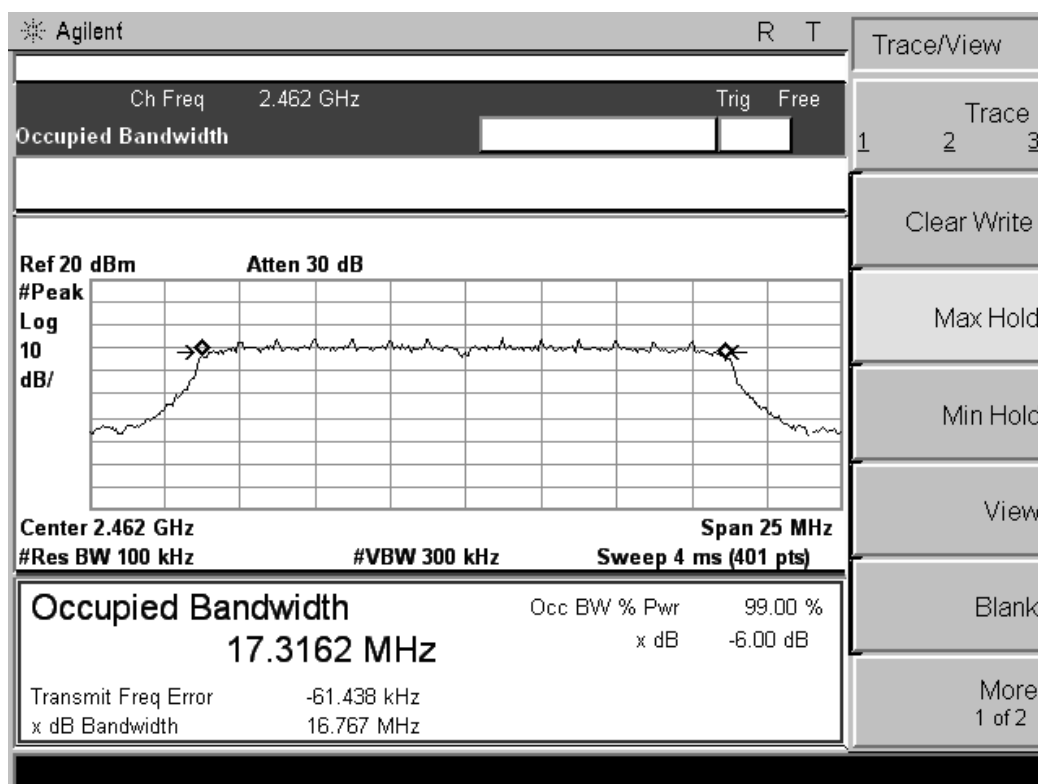 Agilent R T
Trace/View
Ch Freq 2.462 GHz Trig Free
Occupied Bandwidth
Trace
1 2 3
Clear Write
Max Hold
Min Hold
View
Blank
More
1 of 2
Ref 20 dBm Atten 30 dB
#Peak
Log
10
dB/
Center 2.462 GHz Span 25 MHz
#Res BW 100 kHz #VBW 300 kHz Sweep 4 ms (401 pts)
Occupied Bandwidth
17.3162 MHz
Occ BW % Pwr 99.00 %
x dB -6.00 dB
Transmit Freq Error -61.438 kHz
x dB Bandwidth 16.767 MHz